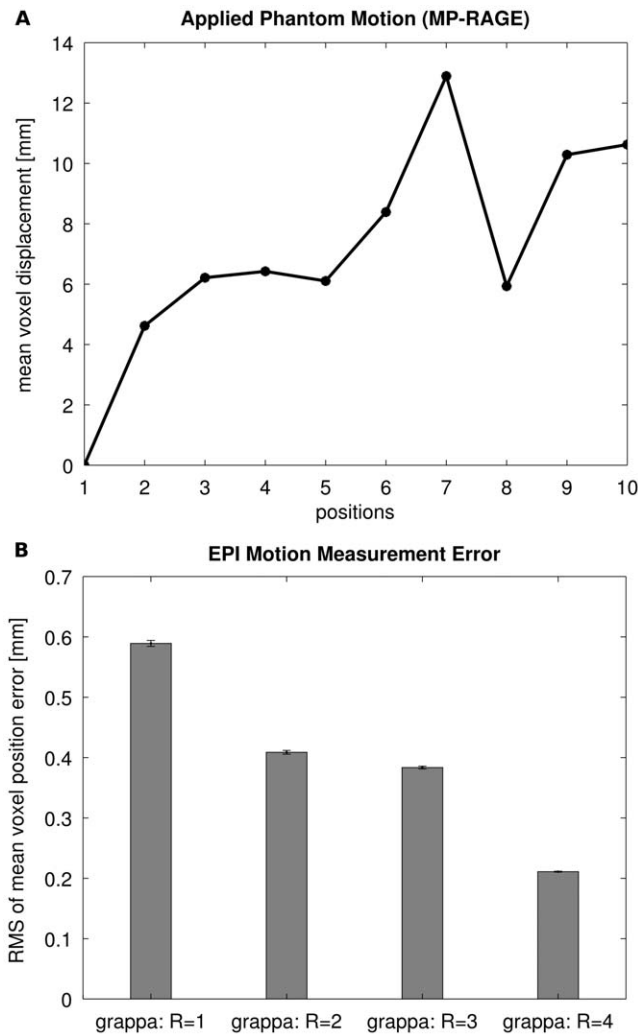 A
Applied Phantom Motion (MP-RAGE)
mean voxel displacement [mm]
14
12
10
8
6
4
2
0
1 2 3 4 5 6 7 8 9 10
positions
B
EPI Motion Measurement Error
RMS of mean voxel position error [mm]
0.7
0.6
0.5
0.4
0.3
0.2
0.1
0
grappa: R=1 grappa: R=2 grappa: R=3 grappa: R=4